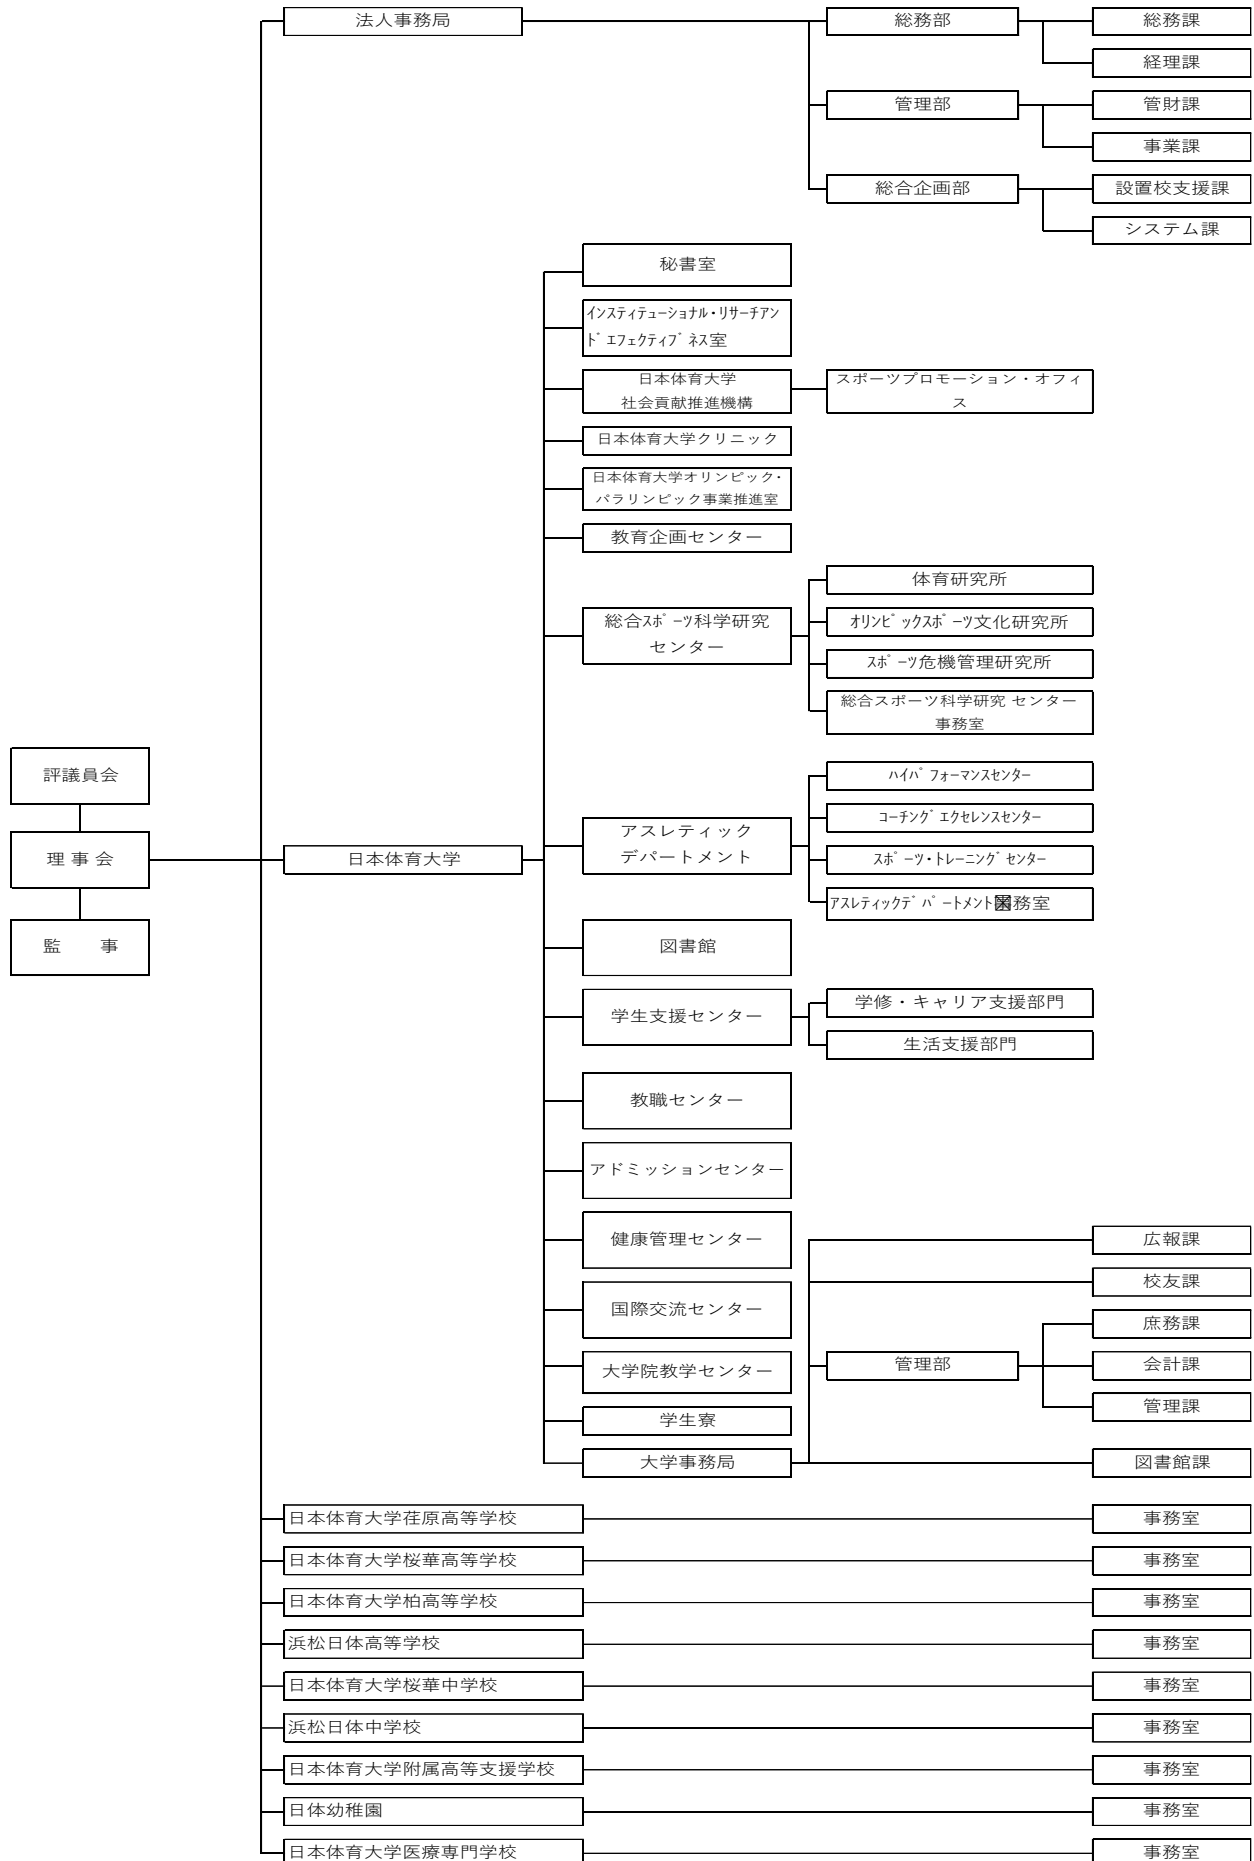 法人事務局
総務部
総務課
経理課
管理部
管財課
事業課
総合企画部
設置校支援課
システム課
秘書室
インスティテューショナル・リサーチアン
ドエフェクティブネス室
日本体育大学
社会貢献推進機構
スポーツプロモーション・オフィ
ス
日本体育大学クリニック
日本体育大学オリンピック・
パラリンピック事業推進室
教育企画センター
総合スポーツ科学研究
センター
体育研究所
オリンピックスポーツ文化研究所
スポーツ危機管理研究所
総合スポーツ科学研究 センター
事務室
評議員会
理 事 会
監　　事
日本体育大学
アスレティック
デパートメント
ハイパフォーマンスセンター
コーチングエクセレンスセンター
スポーツ・トレーニングセンター
アスレティックデパートメント務室
図書館
学生支援センター
学修・キャリア支援部門
生活支援部門
教職センター
アドミッションセンター
健康管理センター
国際交流センター
大学院教学センター
学生寮
大学事務局
広報課
校友課
管理部
庶務課
会計課
管理課
図書館課
日本体育大学荏原高等学校
事務室
日本体育大学桜華高等学校
事務室
日本体育大学柏高等学校
事務室
浜松日体高等学校
事務室
日本体育大学桜華中学校
事務室
浜松日体中学校
事務室
日本体育大学附属高等支援学校
事務室
日体幼稚園
事務室
日本体育大学医療専門学校
事務室